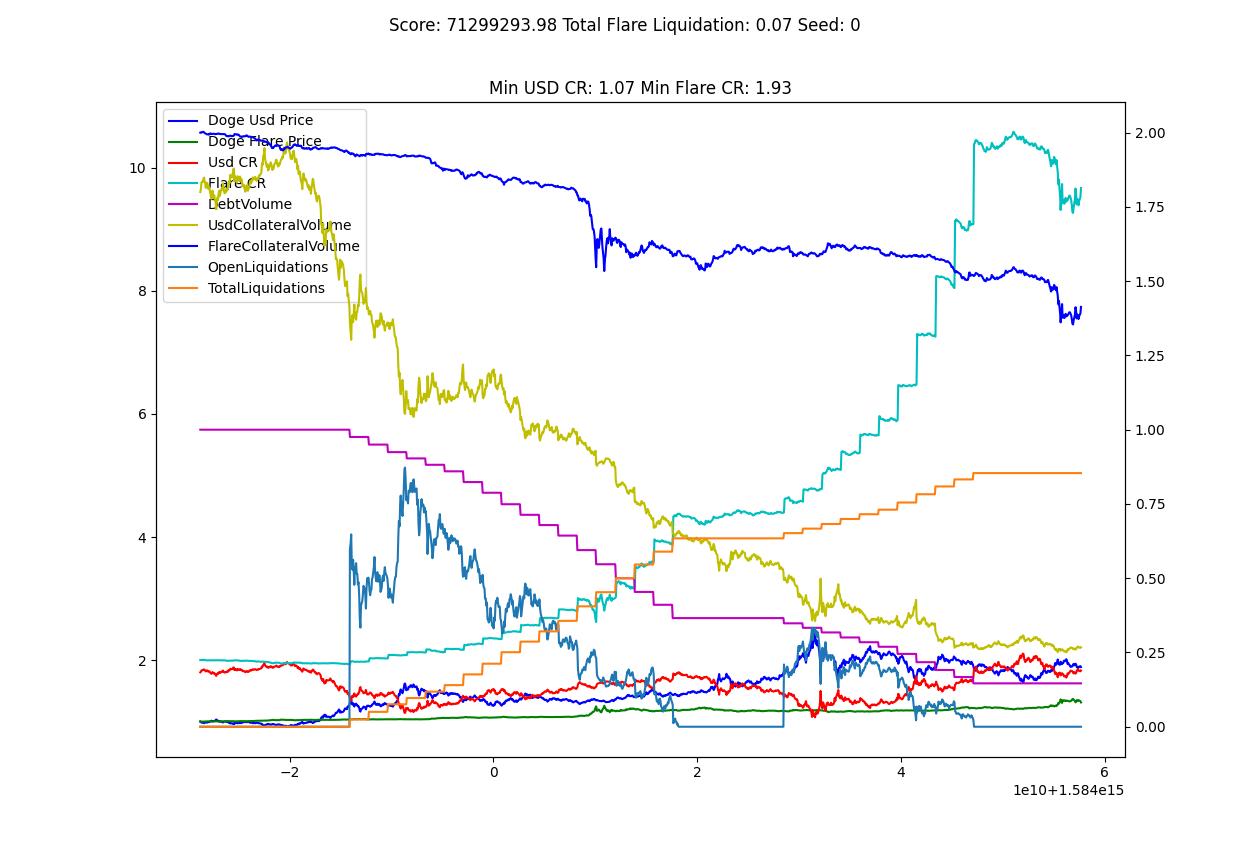 Score: 71299293.98 Total Flare Liquidation: 0.07 Seed: 0
Min USD CR: 1.07 Min Flare CR: 1.93
Doge Usd Price
Doge Flare Price
Usd CR
Flare CR
DebtVolume
UsdCollateralVolume
FlareCollateralVolume
OpenLiquidations
TotalLiquidations
10
8
6
4
2
2.00
1.75
1.50
1.25
1.00
0.75
0.50
0.25
0.00
−2 0 2 4 6
1e10+1.584e15